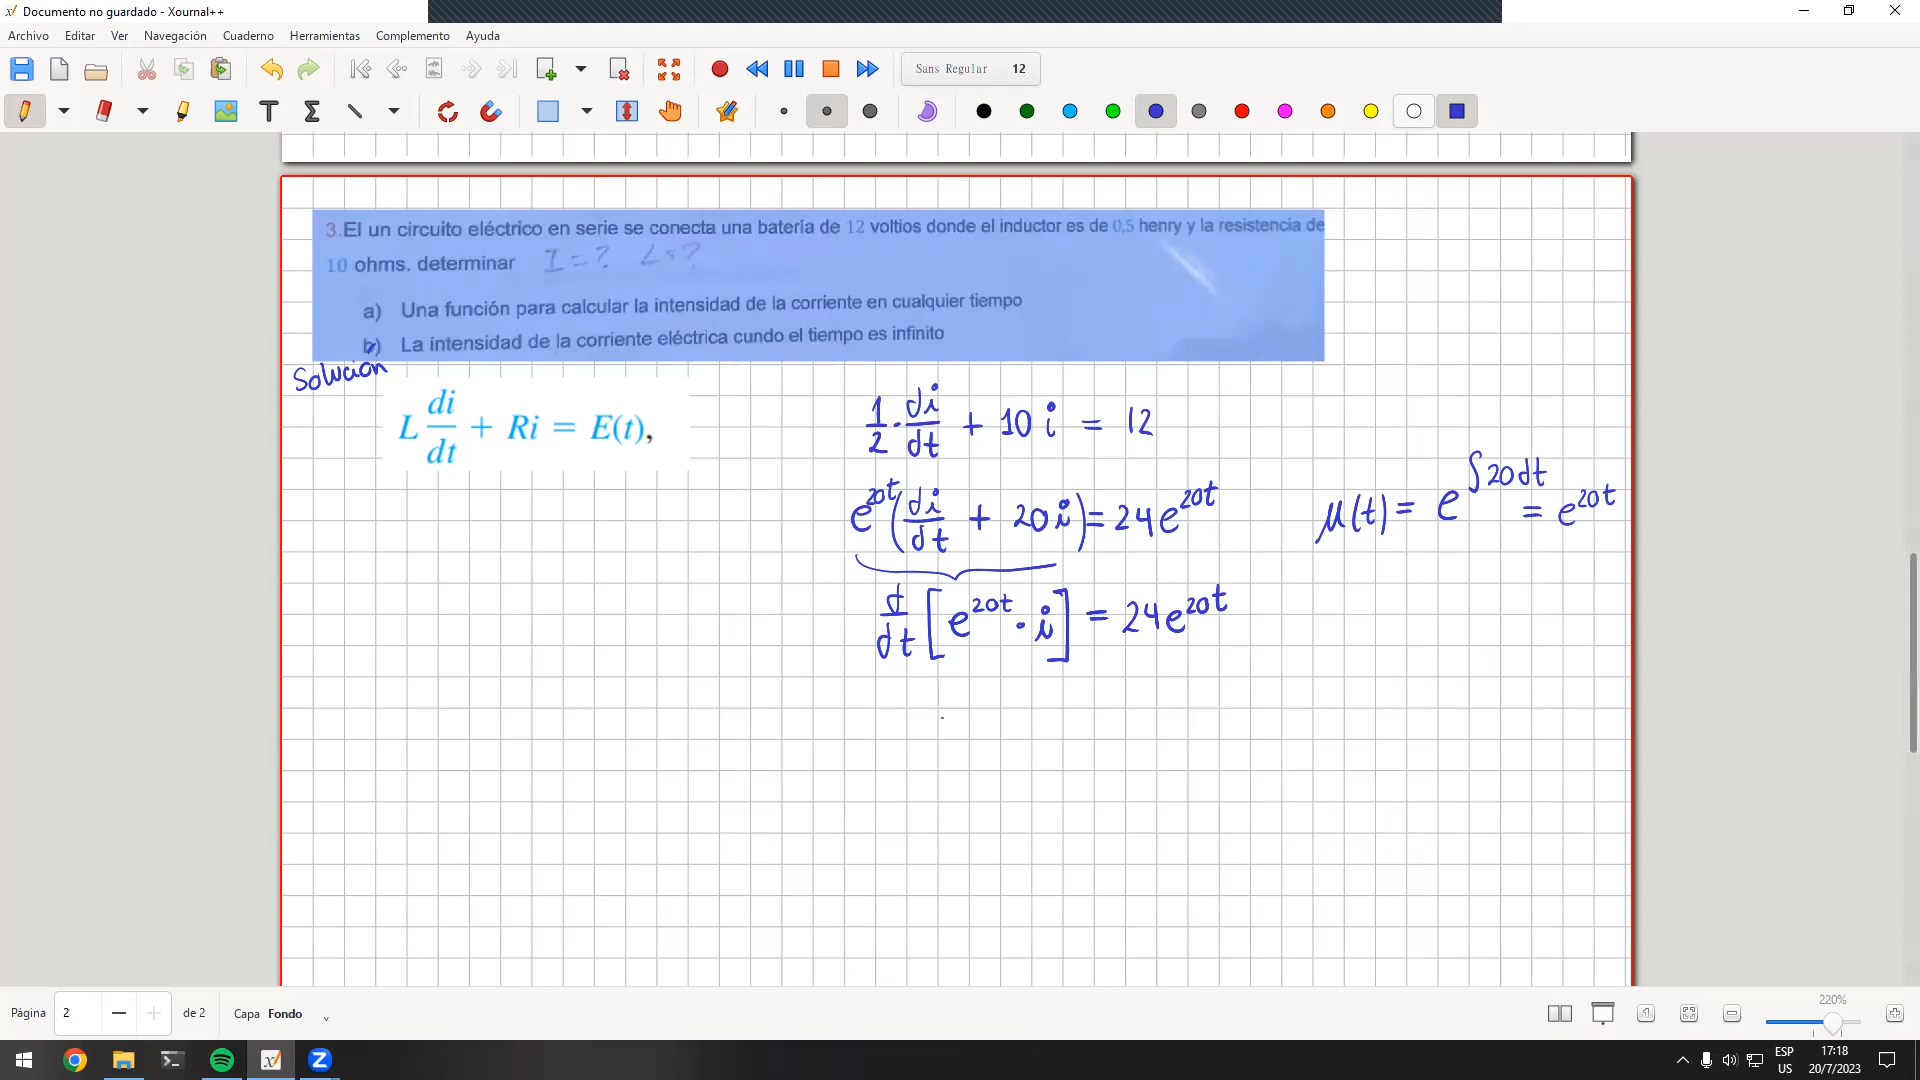 Documento no guardado - Xournal++
Archivo Editar Ver Navegación Cuaderno Herramientas Complemento Ayuda
Sans Regular 12
3.El un circuito eléctrico en serie se conecta una batería de 12 voltios donde el inductor es de 0,5 henry y la resistencia de
10 ohms. determinar I = ? L = ?
a) Una función para calcular la intensidad de la corriente en cualquier tiempo
b) La intensidad de la corriente eléctrica cundo el tiempo es infinito
Solución
L di/dt + Ri = E(t),
1/2 · di/dt + 10 i = 12
e^20t (di/dt + 20 i) = 24e^20t
μ(t) = e^∫20dt = e^20t
d/dt [e^20t · i] = 24e^20t
Página 2 de 2 Capa Fondo
220%
ESP
US
17:18
20/7/2023